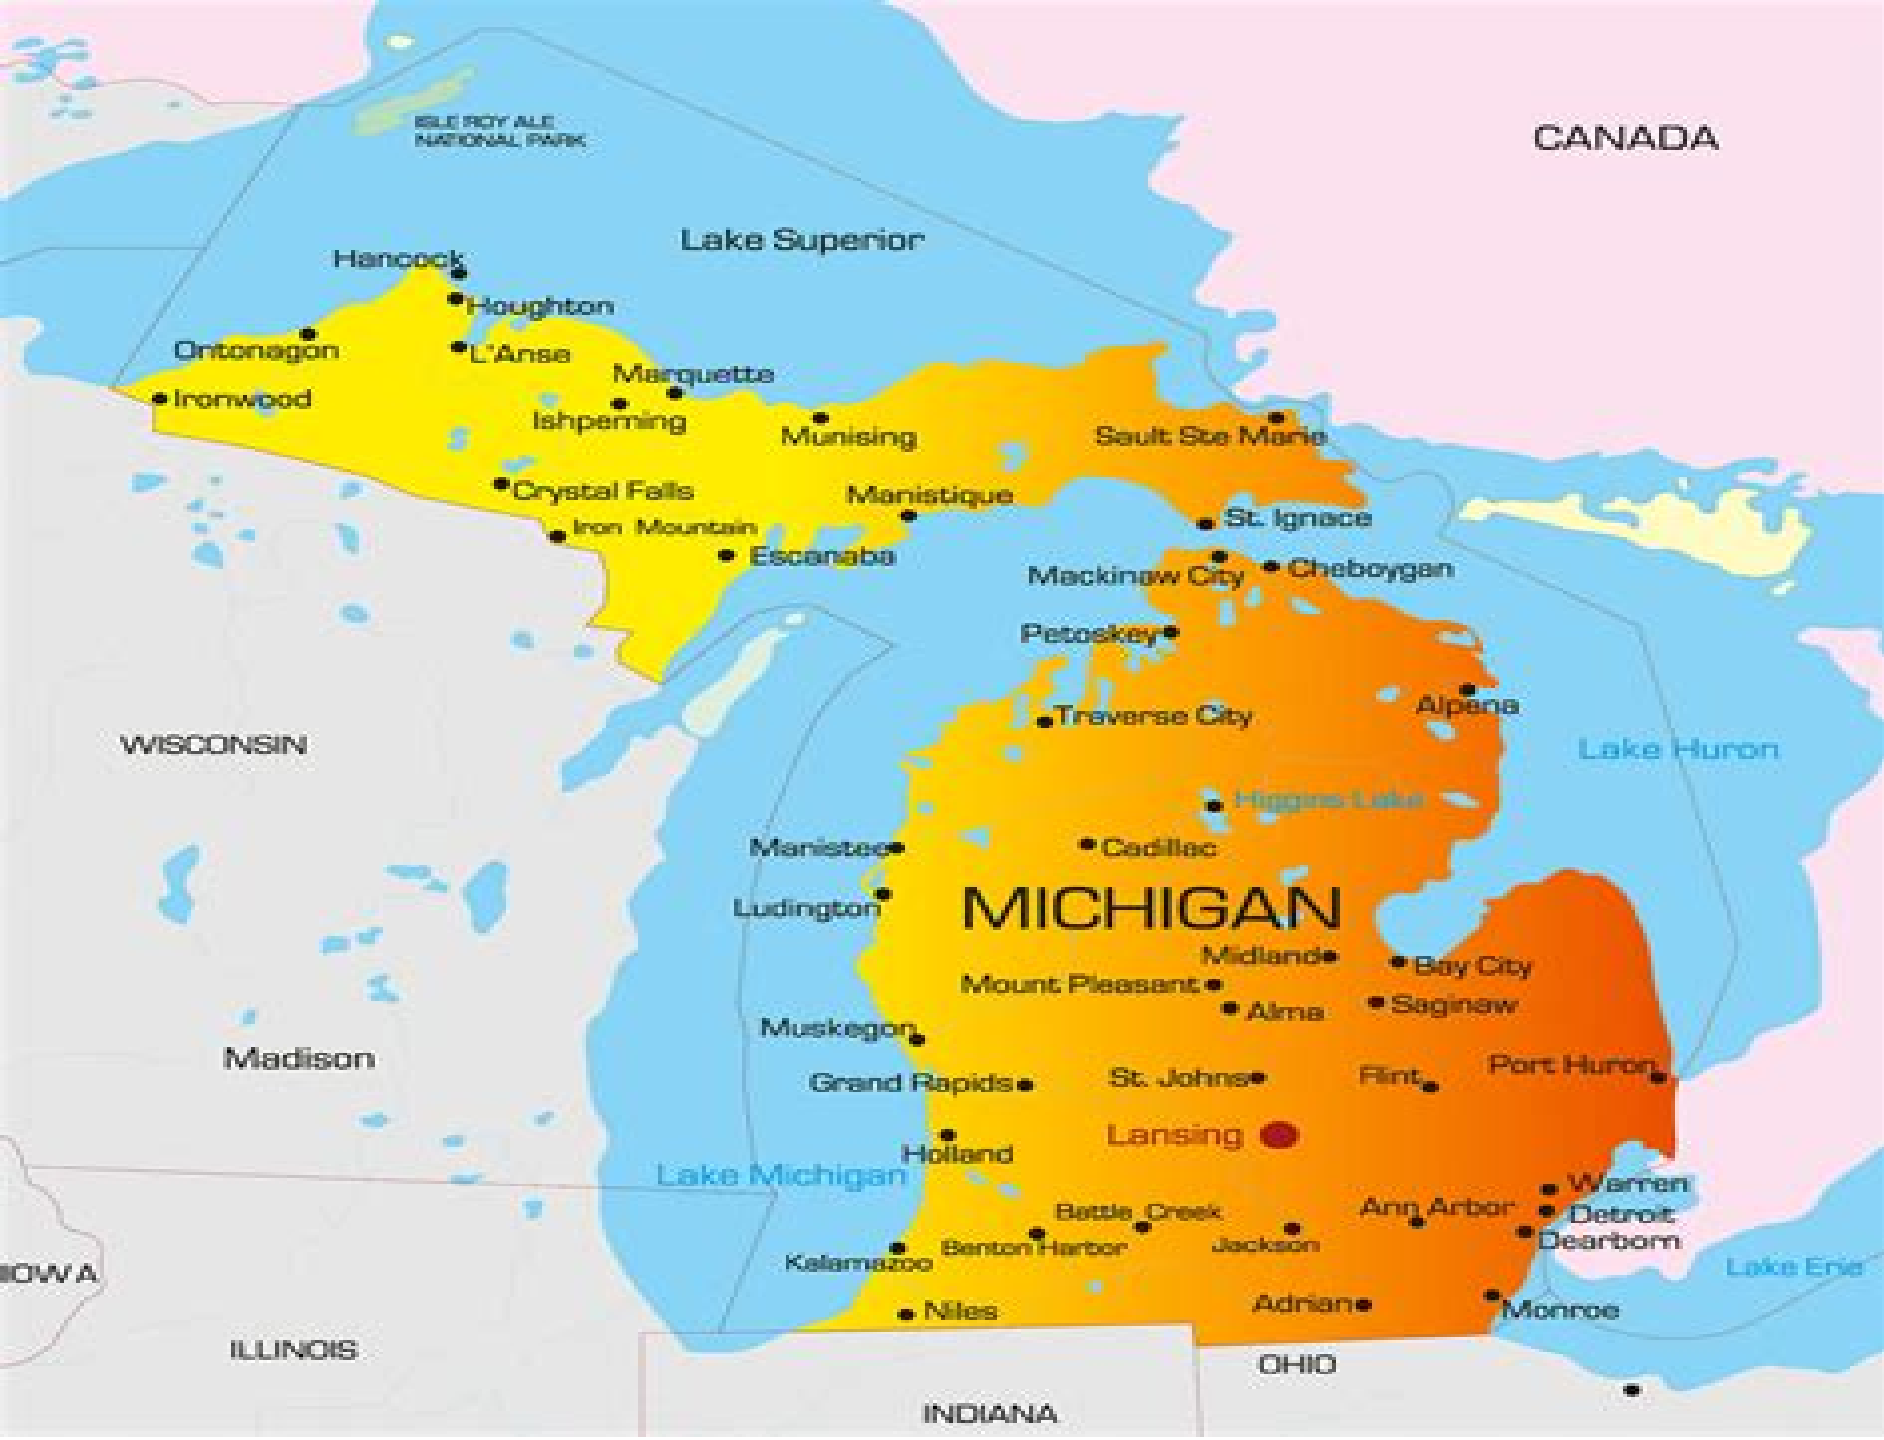 CANADA
ISLE ROY ALE
NATIONAL PARK
Lake Superior
Hancock
Houghton
Ontonagon
L'Anse
Marquette
Ironwood
Ishperning
Munising
Sault Ste Marie
Crystal Falls
Manistique
Iron Mountain
St. Ignace
Escanaba
Mackinaw City
Cheboygan
Petoskey
Alpena
Traverse City
WISCONSIN
Lake Huron
Higgins Lake
Manistee
Cadillac
Ludington
MICHIGAN
Midland
Bay City
Mount Pleasant
Saginaw
Alma
Muskegon
Madison
Port Huron
Grand Rapids
St. Johns
Flint
Lansing
Holland
Lake Michigan
Warren
Battle Creek
Ann Arbor
Detroit
Benton Harbor
Jackson
Dearborn
Kalamazoo
IOWA
Lake Erie
Niles
Adrian
Monroe
ILLINOIS
OHIO
INDIANA